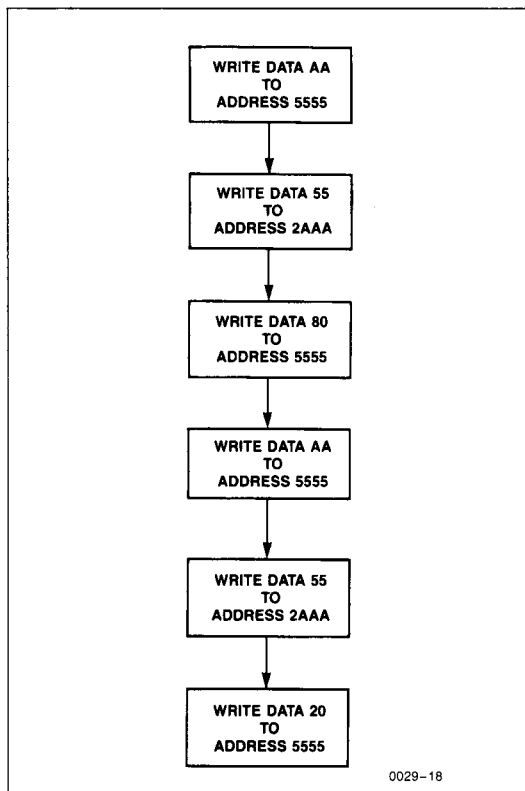 WRITE DATA AA
TO
ADDRESS 5555
WRITE DATA 55
TO
ADDRESS 2AAA
WRITE DATA 80
TO
ADDRESS 5555
WRITE DATA AA
TO
ADDRESS 5555
WRITE DATA 55
TO
ADDRESS 2AAA
WRITE DATA 20
TO
ADDRESS 5555
0029–18